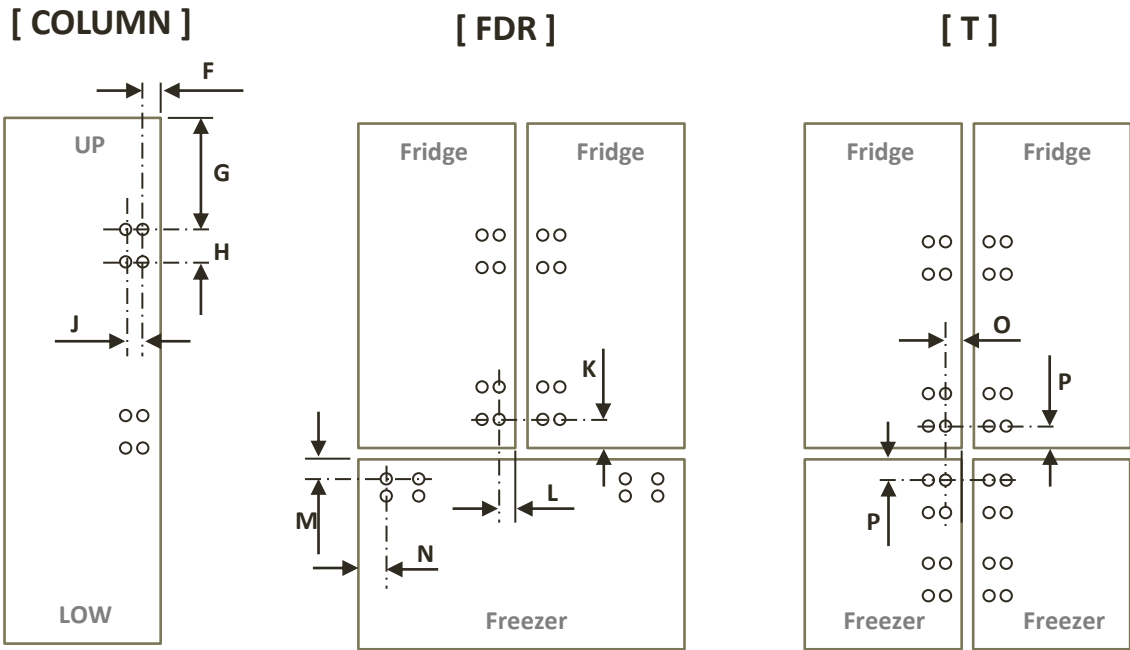 [ COLUMN ]
[ FDR ]
[ T ]
F
UP
G
H
J
LOW
Fridge
Fridge
K
L
M
N
Freezer
Fridge
Fridge
O
P
P
Freezer
Freezer